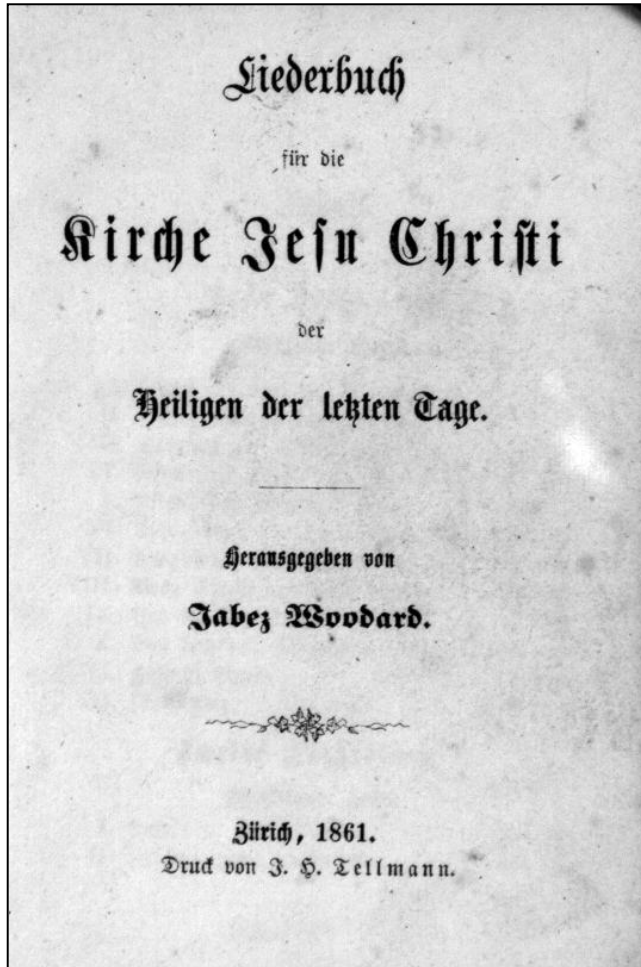 Liederbuch
für die
Kirche Jesu Christi
der
Heiligen der letzten Tage.
Herausgegeben von
Jabez Woodard.
Zürich, 1861.
Druck von J. H. Tellmann.